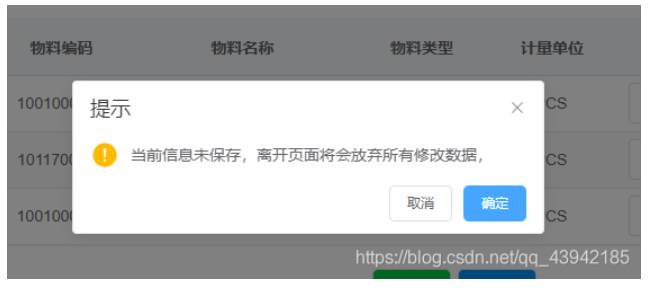 物料编码 物料名称 物料类型 计量单位
提示
100100 CS
当前信息未保存，离开页面将会放弃所有修改数据，
101170 CS
取消 确定
100100 CS
https://blog.csdn.net/qq_43942185